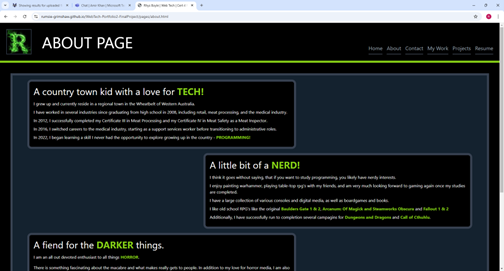 Rhys Bryant | Web Tech | Cert 4
runson.grimshaw.github.io/WebTech-Portfolio2-FinalProject/pages/about.html
R
ABOUT PAGE
Home About Contact My Work Projects Resume
A country town kid with a love for TECH!
I grew up and currently reside in a regional town in the Wheatbelt of Western Australia.
I have worked in several industries since graduating from high school in 2008, including retail, meat processing, and the medical industry.
In 2012, I successfully completed my Certificate III in Meat Processing and my Certificate III in Meat Safety as a Meat Inspector.
In 2016, I switched careers to the medical industry, starting as a support services worker before transitioning to administrative roles.
In 2022, I began learning a skill I never had the opportunity to explore growing up in the country - PROGRAMMING!
A little bit of a NERD!
I think it goes without saying, that if you want to study programming, you likely have nerdy interests.
I enjoy painting warhammer, playing table-top rpg's with my friends, and am very much looking forward to gaming again once my studies
are completed.
I have a large collection of various consoles and digital media, as well as boardgames and books.
I like old school RPG's like the original Baulders Gate 1 & 2, Arcanum: Of Magick and Steamworks Obscura and Fallout 1 & 2
Additionally, I have successfully run to completion several campaigns for Dungeons and Dragons and Call of Cthulhu.
A fiend for the DARKER things.
I am an all out devoted enthusiast to all things HORROR.
There is something fascinating about the macabre and what makes really gets to people. In addition to my love for horror media, I am also